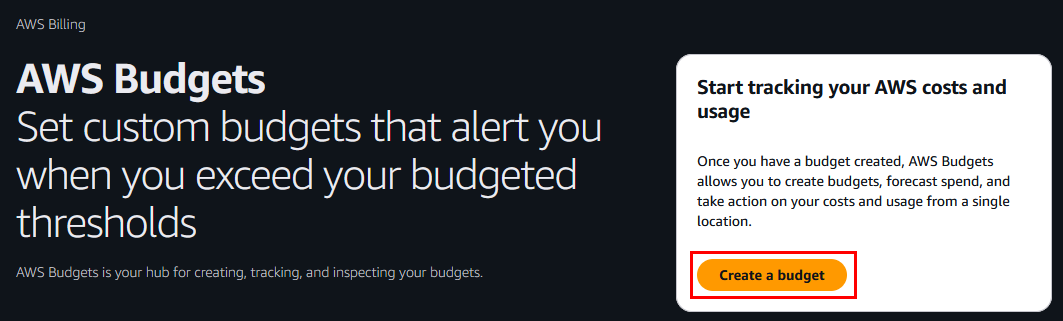 AWS Billing
AWS Budgets
Set custom budgets that alert you
when you exceed your budgeted
thresholds
AWS Budgets is your hub for creating, tracking, and inspecting your budgets.
Start tracking your AWS costs and
usage
Once you have a budget created, AWS Budgets
allows you to create budgets, forecast spend, and
take action on your costs and usage from a single
location.
Create a budget